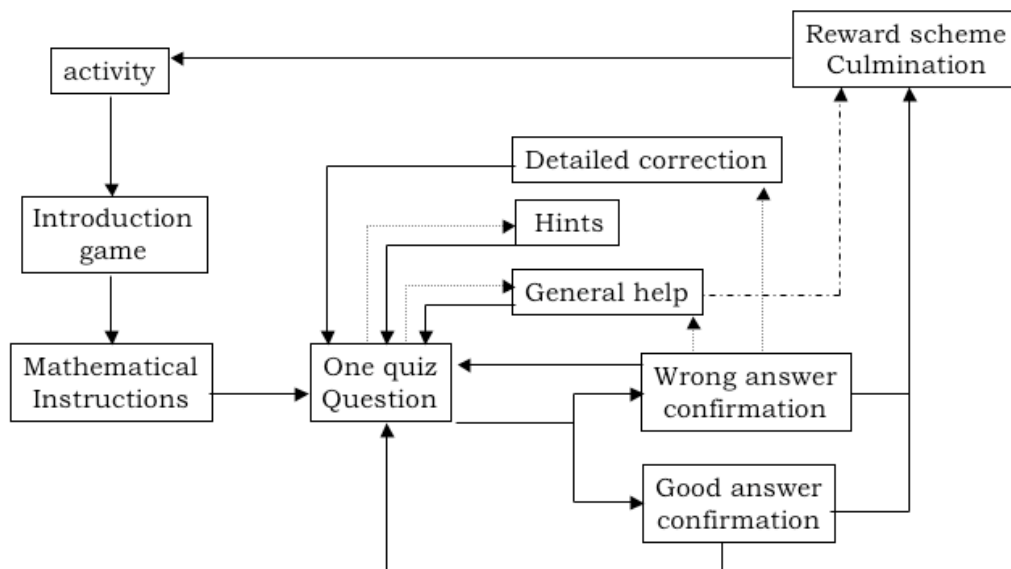 Reward scheme
Culmination
activity
Detailed correction
Introduction
game
Hints
General help
Mathematical
Instructions
One quiz
Question
Wrong answer
confirmation
Good answer
confirmation